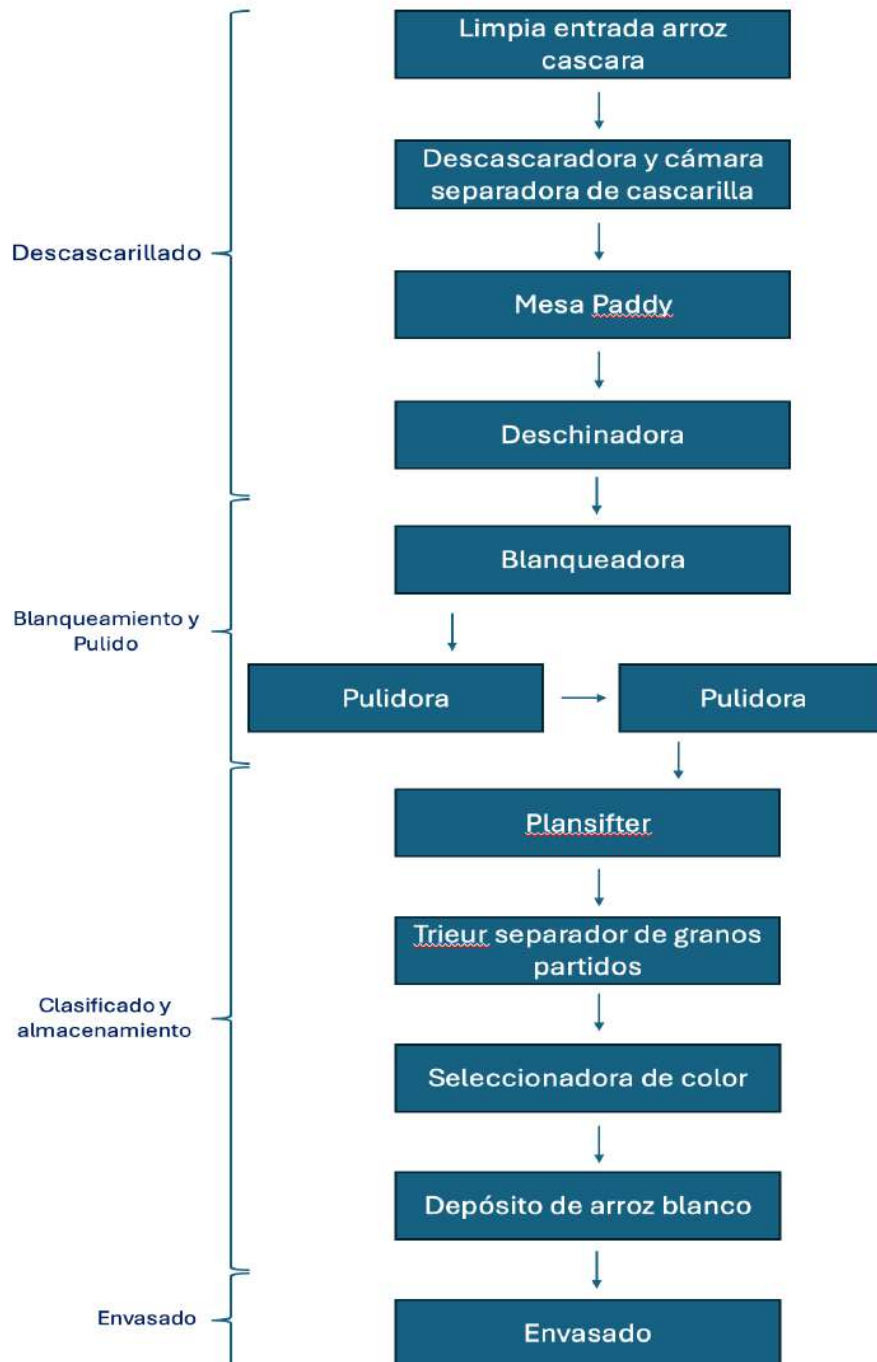 Limpia entrada arroz
cascara
Descascaradora y cámara
separadora de cascarilla
Descascarillado
Mesa Paddy
Deschinadora
Blanqueadora
Blanqueamiento y
Pulido
Pulidora
Pulidora
Plansifter
Trieur separador de granos
partidos
Clasificado y
almacenamiento
Seleccionadora de color
Depósito de arroz blanco
Envasado
Envasado